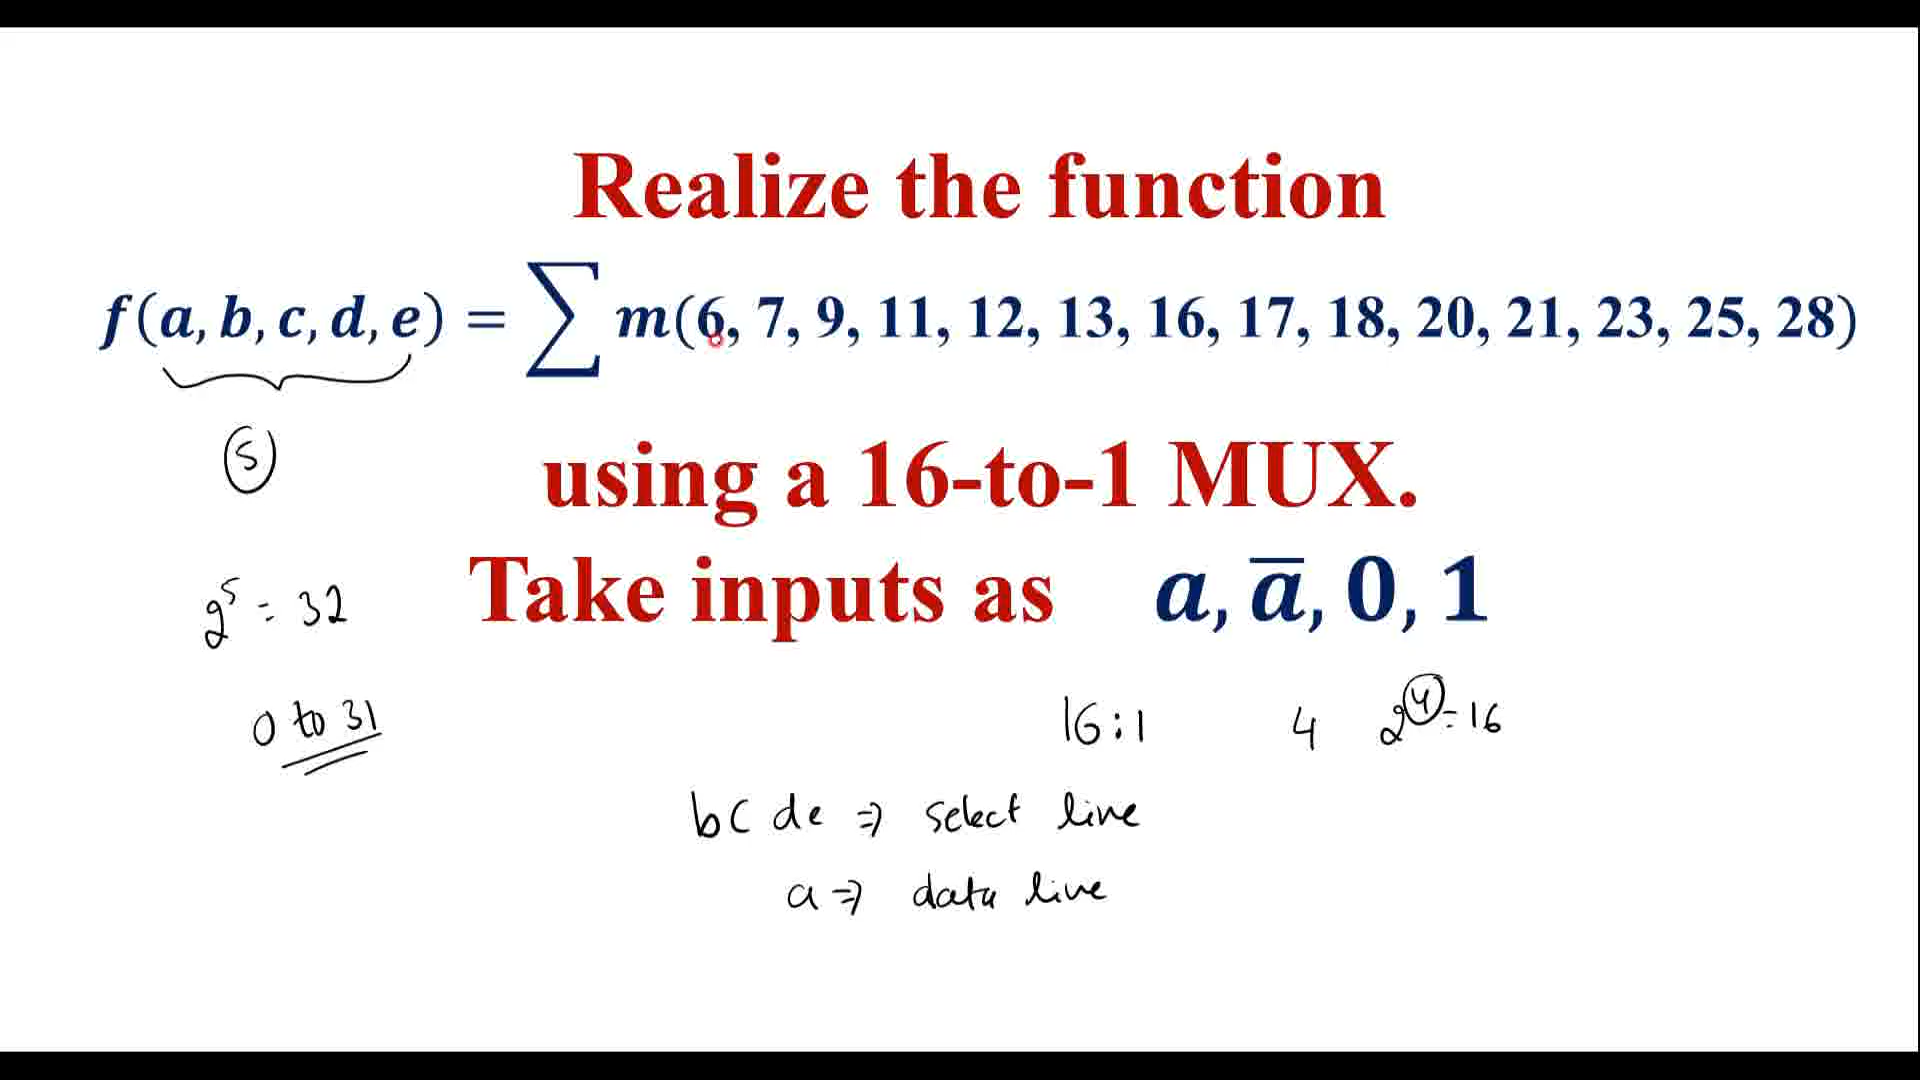 Realize the function
f(a, b, c, d, e) = ∑ m(6, 7, 9, 11, 12, 13, 16, 17, 18, 20, 21, 23, 25, 28)
5
using a 16-to-1 MUX.
2⁵ = 32
Take inputs as a, a̅, 0, 1
0 to 31
16:1 4 2⁴ = 16
bc de ⇒ select line
a ⇒ data line